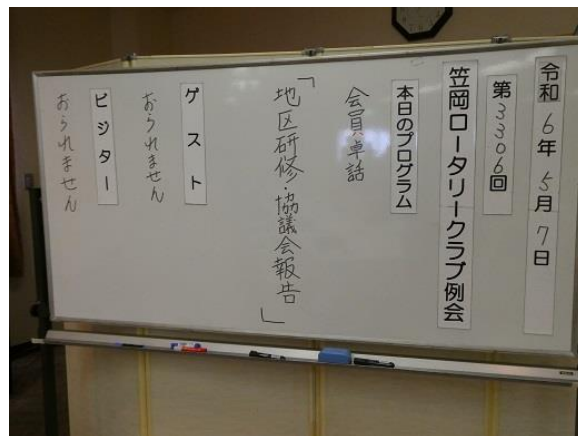 令和6年5月7日
第3306回
笠岡ロータリークラブ例会
本日のプログラム
会員卓話
「地区研修・協議会報告」
ゲスト
おられません
ビジター
おられません